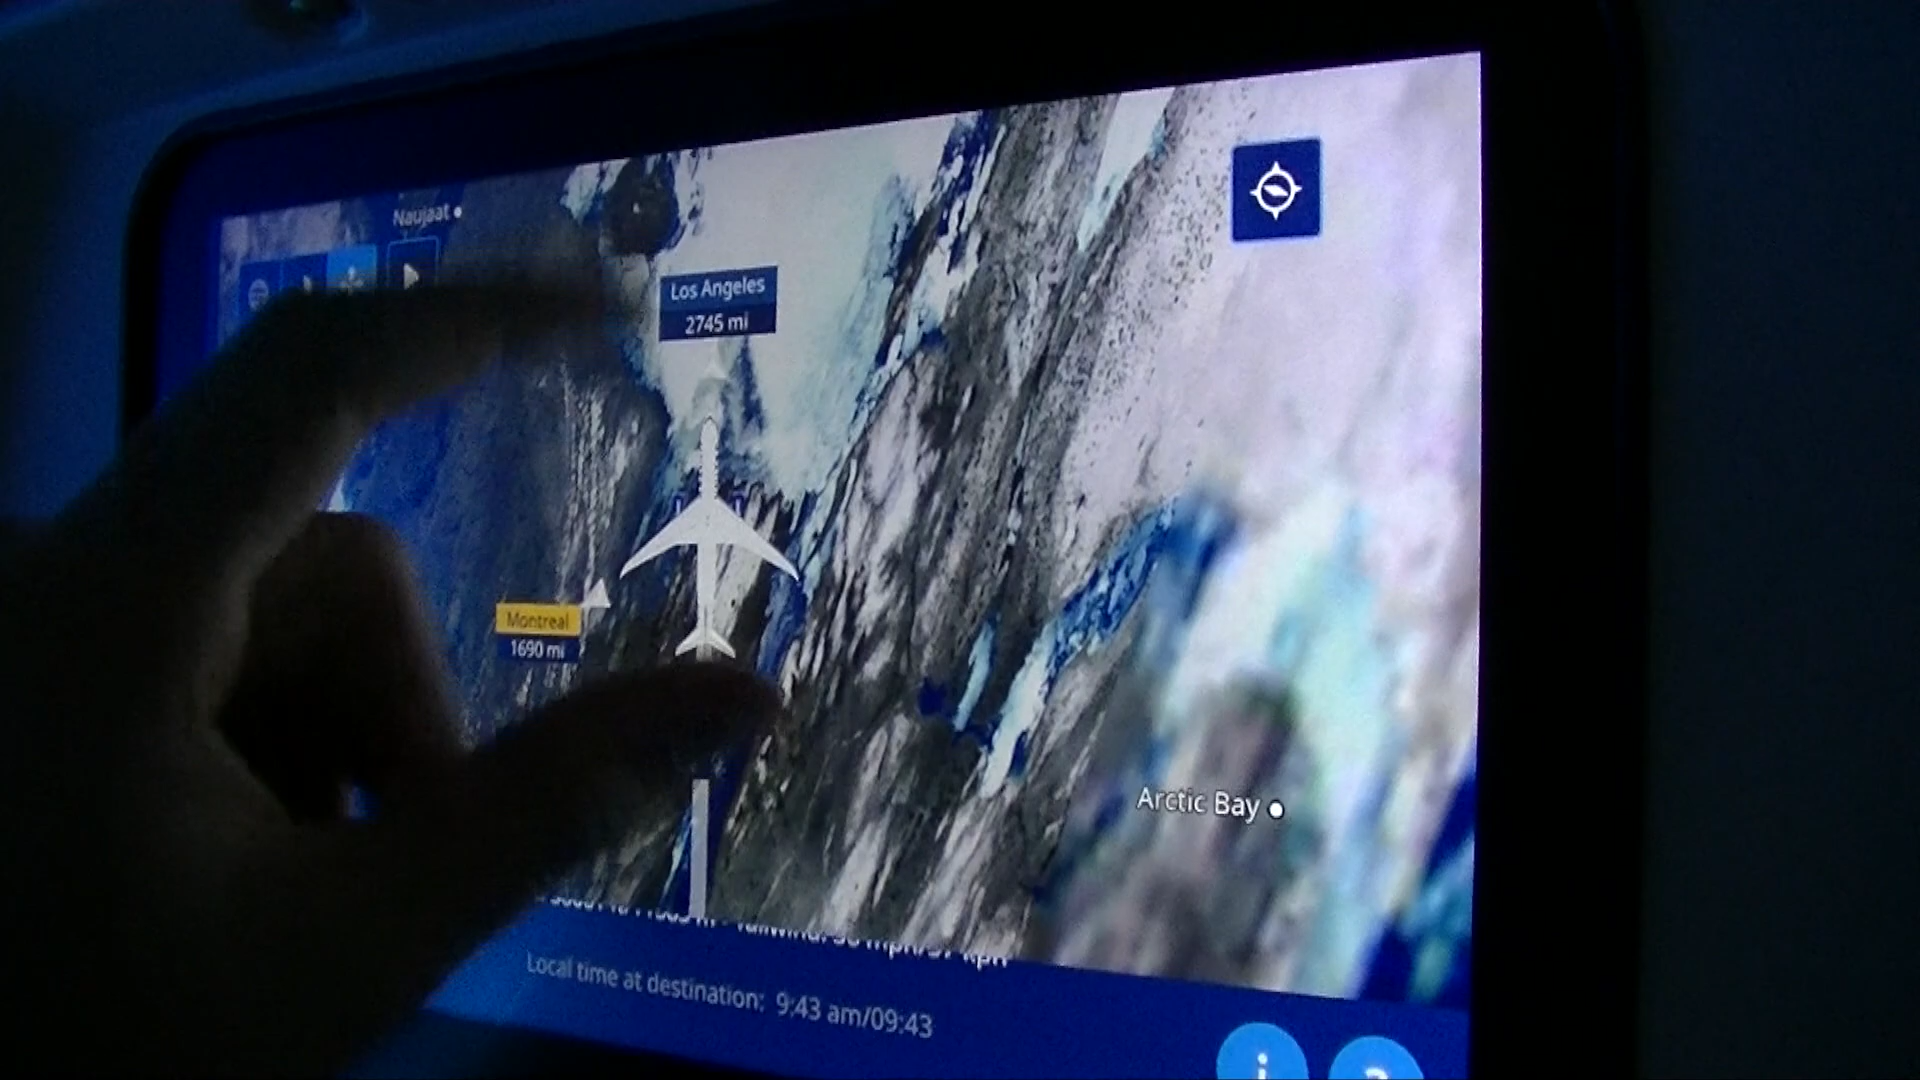 Naujaat
Los Angeles
2745 mi
Montreal
1690 mi
Arctic Bay
Local time at destination: 9:43 am/09:43
i